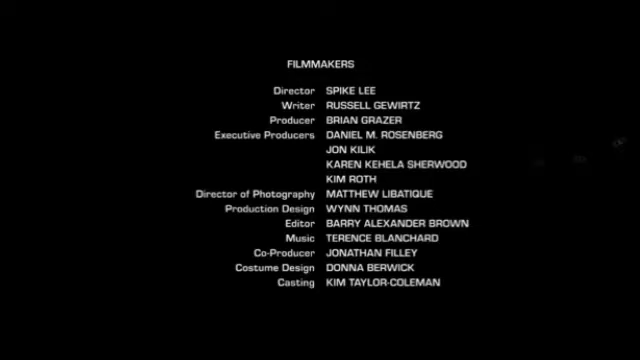 FILMMAKERS
Director SPIKE LEE
Writer RUSSELL GEWIRTZ
Producer BRIAN GRAZER
Executive Producers DANIEL M. ROSENBERG
JON KILIK
KAREN KEHELA SHERWOOD
KIM ROTH
Director of Photography MATTHEW LIBATIQUE
Production Design WYNN THOMAS
Editor BARRY ALEXANDER BROWN
Music TERENCE BLANCHARD
Co-Producer JONATHAN FILLEY
Costume Design DONNA BERWICK
Casting KIM TAYLOR-COLEMAN